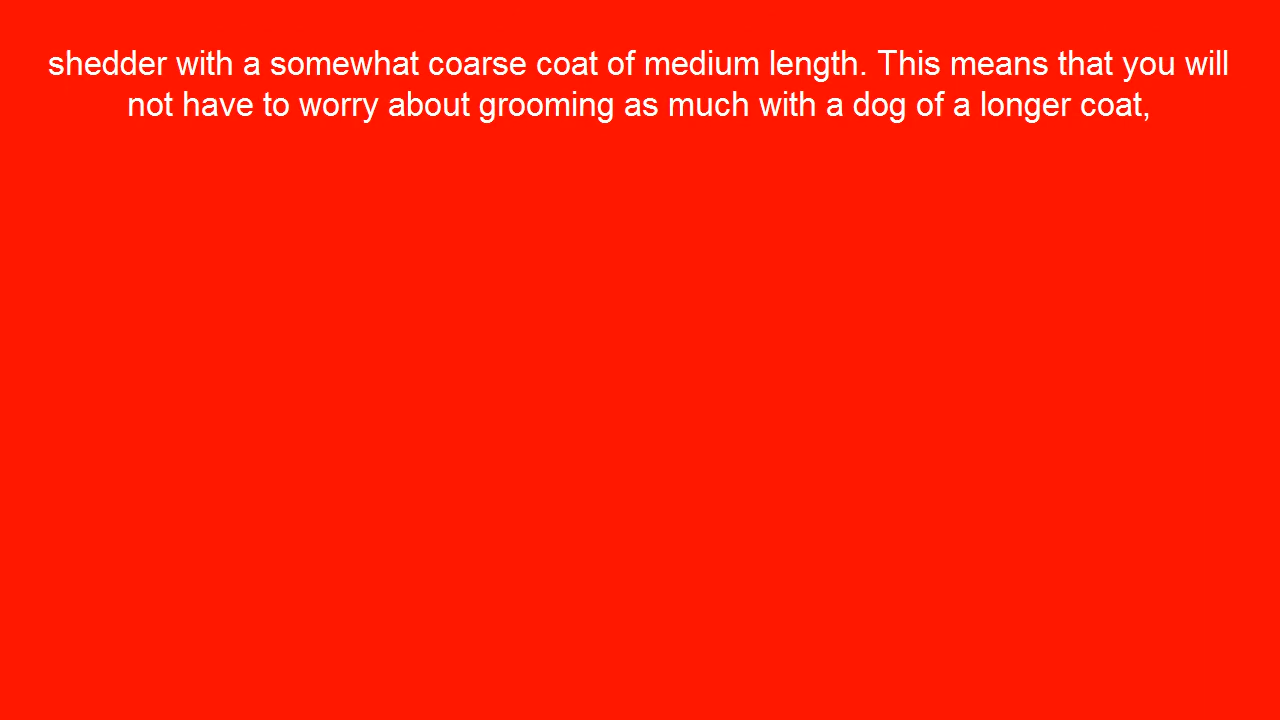 shedder with a somewhat coarse coat of medium length. This means that you will
not have to worry about grooming as much with a dog of a longer coat,